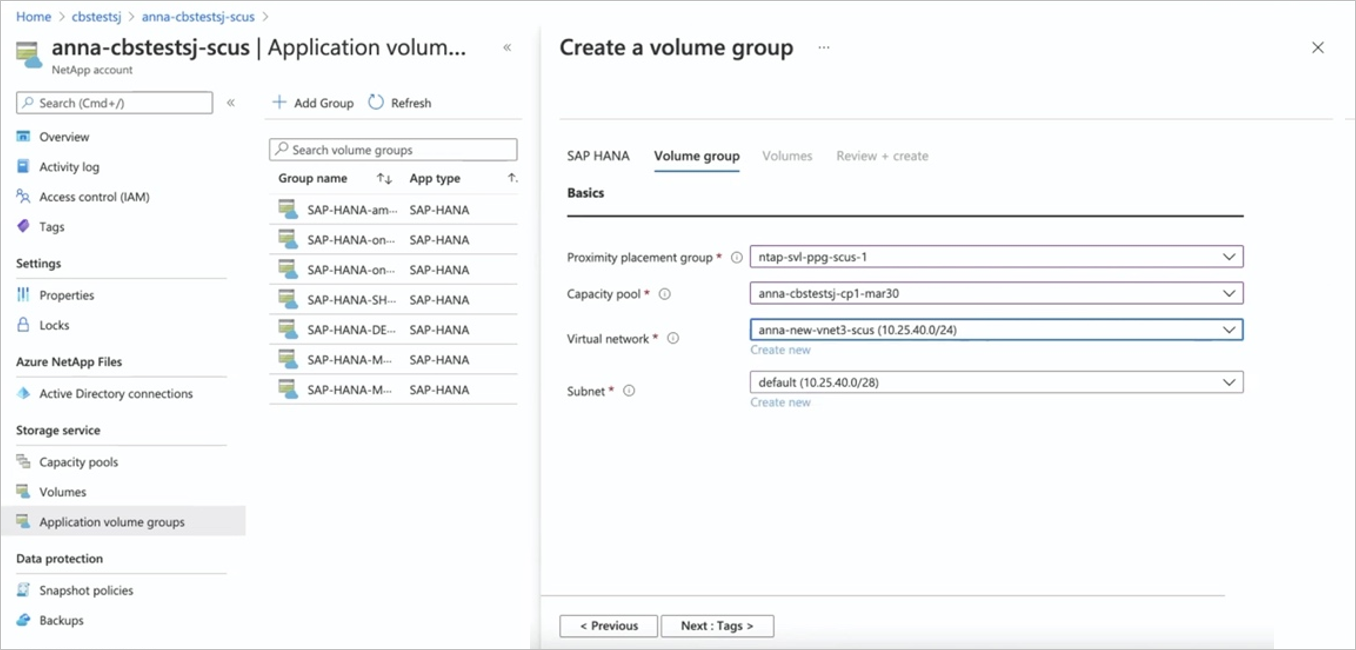 Home > cbstestsj > anna-cbstestsj-scus >
anna-cbstestsj-scus | Application volum...
NetApp account
Search (Cmd+/)
Overview
Activity log
Access control (IAM)
Tags
Settings
Properties
Locks
Azure NetApp Files
Active Directory connections
Storage service
Capacity pools
Volumes
Application volume groups
Data protection
Snapshot policies
Backups
Add Group Refresh
Search volume groups
Group name App type
SAP-HANA-am... SAP-HANA
SAP-HANA-on... SAP-HANA
SAP-HANA-on... SAP-HANA
SAP-HANA-SH... SAP-HANA
SAP-HANA-DE... SAP-HANA
SAP-HANA-M... SAP-HANA
SAP-HANA-M... SAP-HANA
Create a volume group ...
SAP HANA Volume group Volumes Review + create
Basics
Proximity placement group * ntap-svl-ppg-scus-1
Capacity pool * anna-cbstestsj-cp1-mar30
Virtual network * anna-new-vnet3-scus (10.25.40.0/24)
Create new
Subnet * default (10.25.40.0/28)
Create new
< Previous Next : Tags >